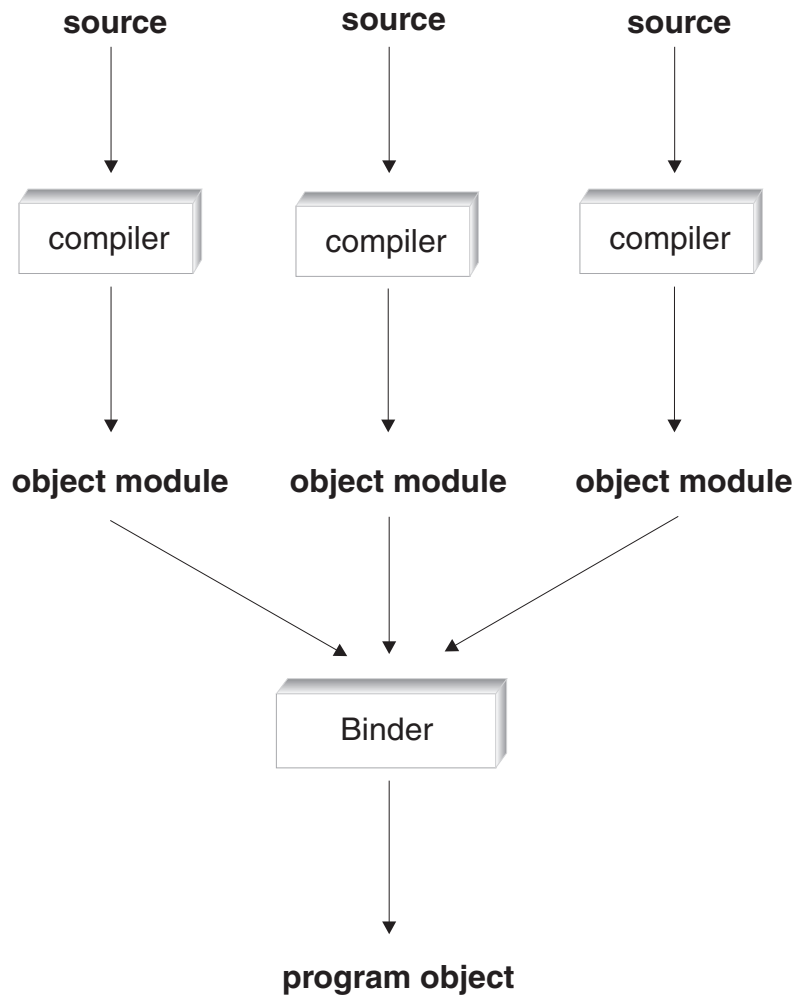 source source source
compiler compiler compiler
object module object module object module
Binder
program object